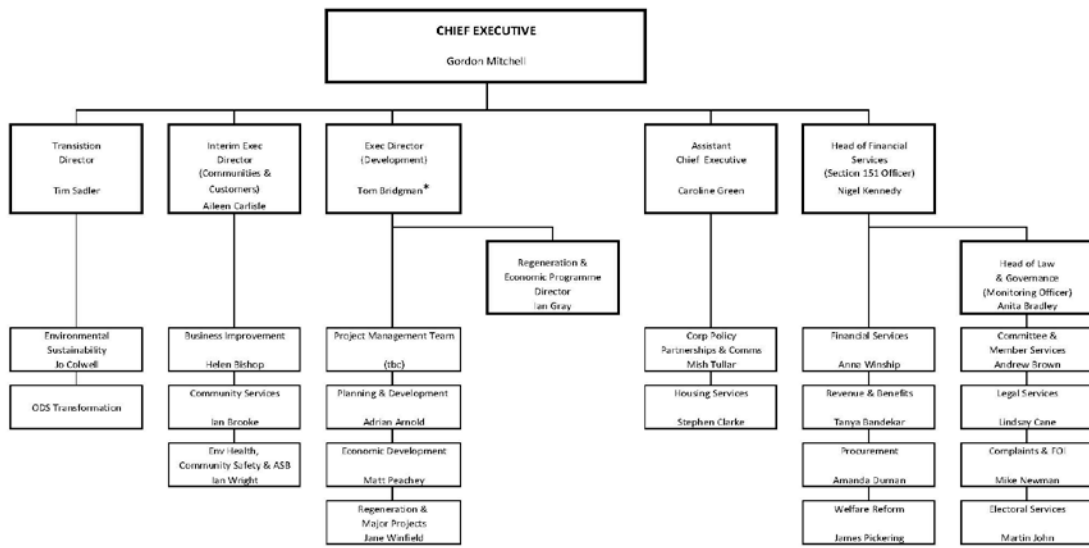 CHIEF EXECUTIVE
Gordon Mitchell
Transistion
Director
Tim Sadler
Interim Exec
Director
(Communities &
Customers)
Aileen Carlisle
Exec Director
(Development)
Tom Bridgman*
Assistant
Chief Executive
Caroline Green
Head of Financial
Services
(Section 151 Officer)
Nigel Kennedy
Regeneration &
Economic Programme
Director
Ian Gray
Head of Law
& Governance
(Monitoring Officer)
Anita Bradley
Environmental
Sustainability
Jo Colwell
ODS Transformation
Business Improvement
Helen Bishop
Community Services
Ian Brooke
Env Health,
Community Safety & ASB
Ian Wright
Project Management Team
(tbc)
Planning & Development
Adrian Arnold
Economic Development
Matt Peachey
Regeneration &
Major Projects
Jane Winfield
Corp Policy
Partnerships & Comms
Mish Tullar
Housing Services
Stephen Clarke
Financial Services
Anna Winship
Revenue & Benefits
Tanya Bandekar
Procurement
Amanda Durnan
Welfare Reform
James Pickering
Committee &
Member Services
Andrew Brown
Legal Services
Lindsay Cane
Complaints & FOI
Mike Newman
Electoral Services
Martin John